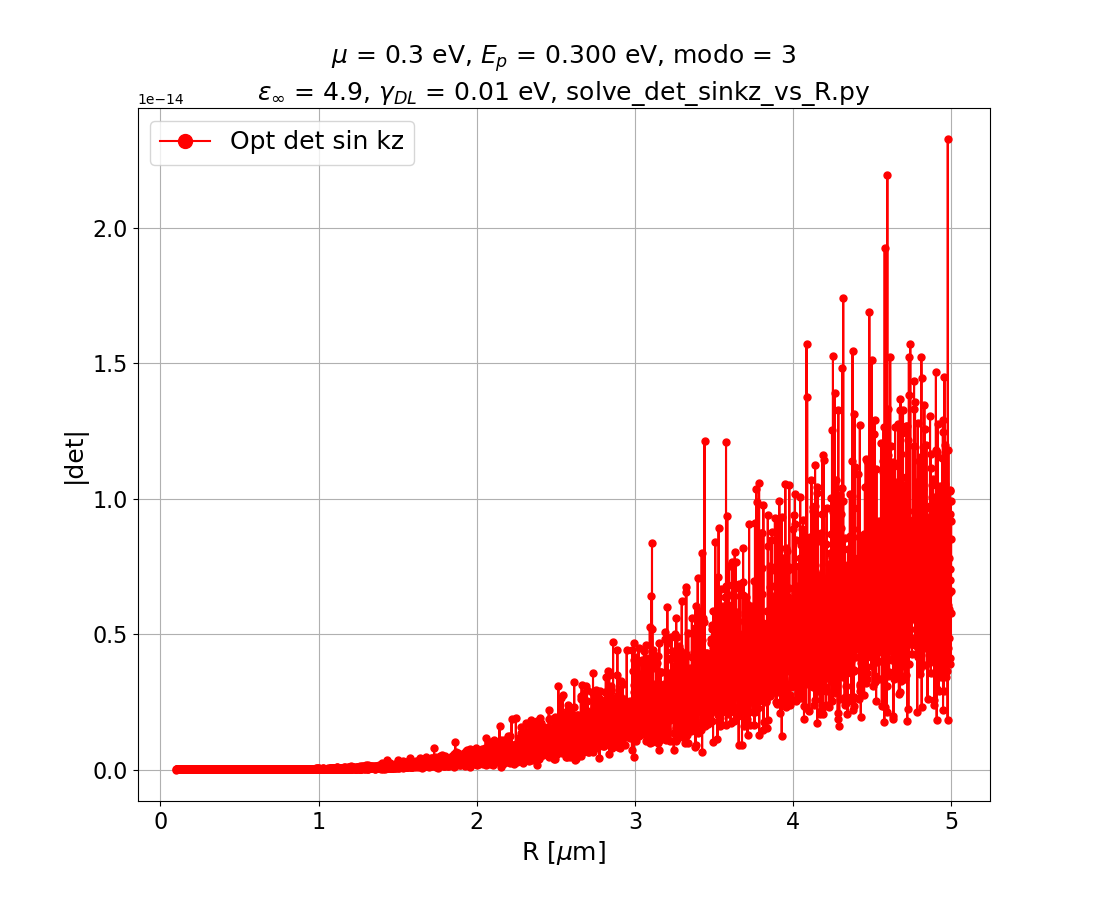 μ = 0.3 eV, E_p = 0.300 eV, modo = 3
ε_∞ = 4.9, γ_DL = 0.01 eV, solve_det_sinkz_vs_R.py
1e−14
Opt det sin kz
2.0
1.5
1.0
0.5
0.0
|det|
0 1 2 3 4 5
R [μm]